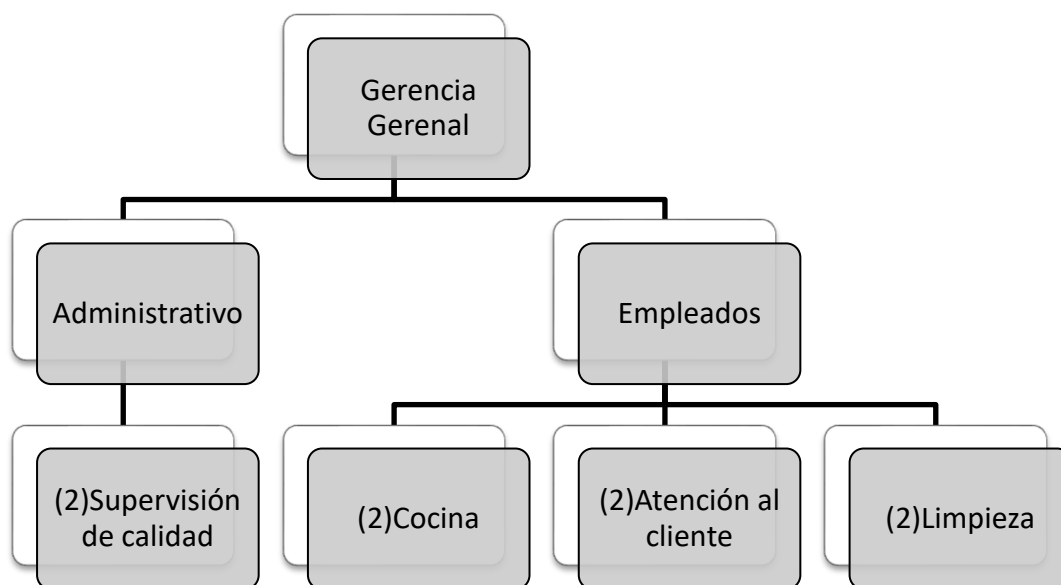 Gerencia
Gerenal
Administrativo
Empleados
(2)Supervisión
de calidad
(2)Cocina
(2)Atención al
cliente
(2)Limpieza